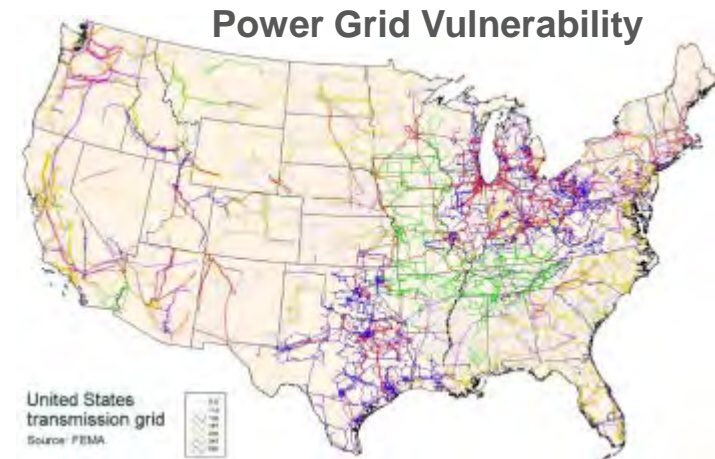 Power Grid Vulnerability
United States
transmission grid
Source: FEMA